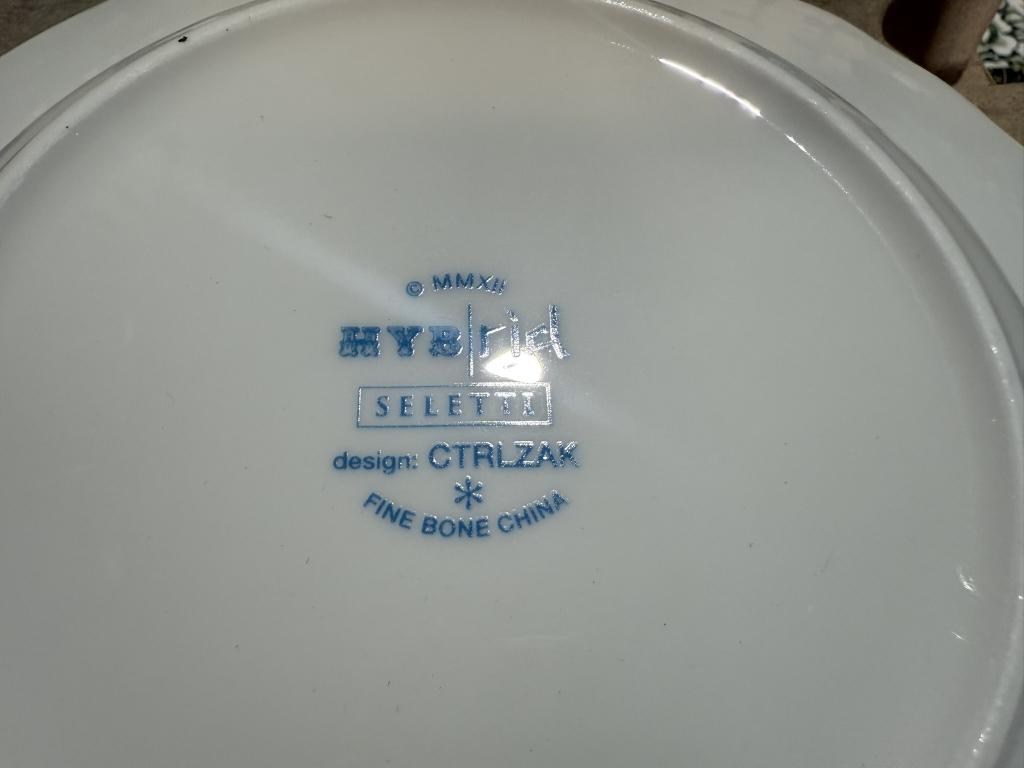 © MMXII
HYBrid
SELETTI
design: CTRLZAK
*
FINE BONE CHINA